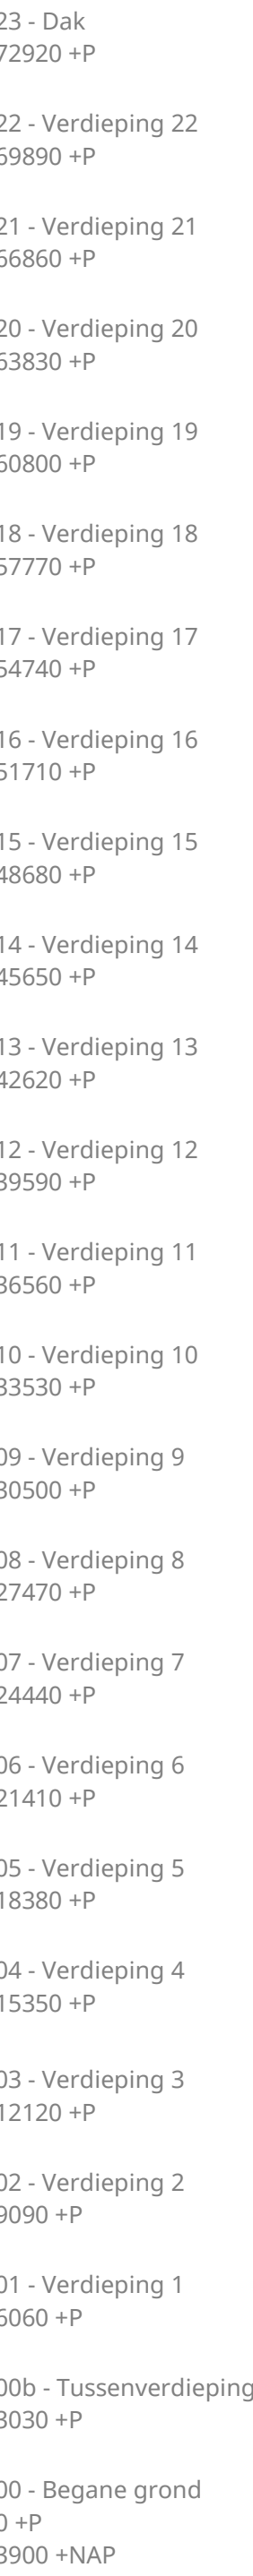 23 - Dak
72920 +P
22 - Verdieping 22
69890 +P
21 - Verdieping 21
66860 +P
20 - Verdieping 20
63830 +P
19 - Verdieping 19
60800 +P
18 - Verdieping 18
57770 +P
17 - Verdieping 17
54740 +P
16 - Verdieping 16
51710 +P
15 - Verdieping 15
48680 +P
14 - Verdieping 14
45650 +P
13 - Verdieping 13
42620 +P
12 - Verdieping 12
39590 +P
11 - Verdieping 11
36560 +P
10 - Verdieping 10
33530 +P
09 - Verdieping 9
30500 +P
08 - Verdieping 8
27470 +P
07 - Verdieping 7
24440 +P
06 - Verdieping 6
21410 +P
05 - Verdieping 5
18380 +P
04 - Verdieping 4
15350 +P
03 - Verdieping 3
12120 +P
02 - Verdieping 2
9090 +P
01 - Verdieping 1
6060 +P
00b - Tussenverdieping
3030 +P
00 - Begane grond
0 +P
3900 +NAP